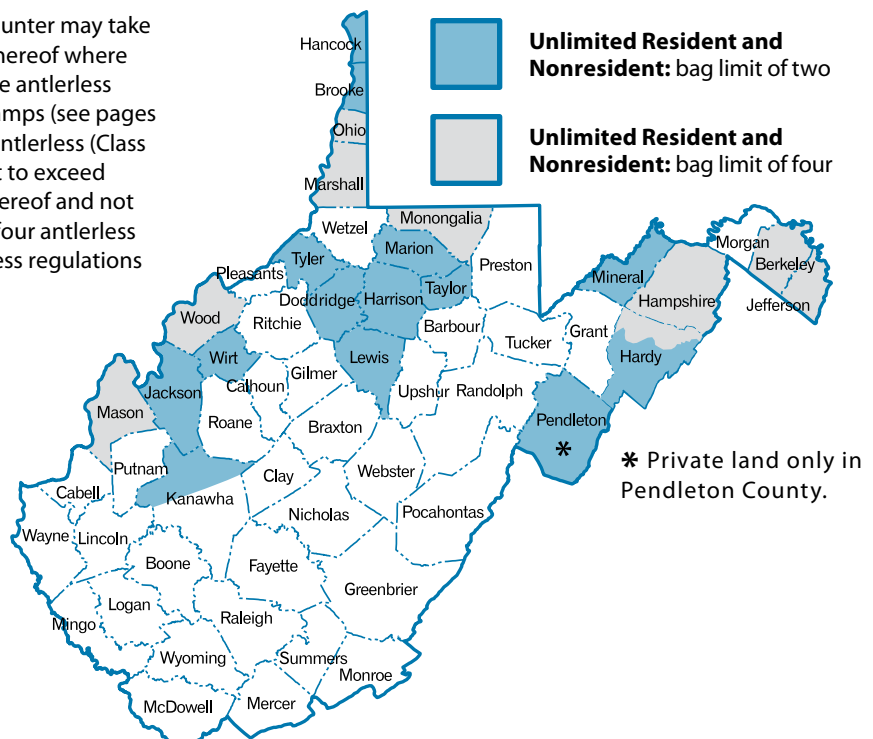 unter may take
hereof where
e antlerless
amps (see pages
ntlerless (Class
t to exceed
ereof and not
four antlerless
ess regulations
Unlimited Resident and
Nonresident: bag limit of two
Unlimited Resident and
Nonresident: bag limit of four
Hancock
Brooke
Ohio
Marshall
Wetzel
Monongalia
Marion
Preston
Tyler
Pleasants
Doddridge
Harrison
Taylor
Wood
Ritchie
Barbour
Tucker
Grant
Mineral
Hampshire
Morgan
Berkeley
Jefferson
Hardy
Wirt
Lewis
Gilmer
Calhoun
Jackson
Upshur
Randolph
Mason
Roane
Braxton
Pendleton
*
* Private land only in
Pendleton County.
Putnam
Clay
Webster
Cabell
Kanawha
Nicholas
Pocahontas
Wayne
Lincoln
Boone
Fayette
Greenbrier
Logan
Mingo
Raleigh
Wyoming
Summers
Monroe
McDowell
Mercer